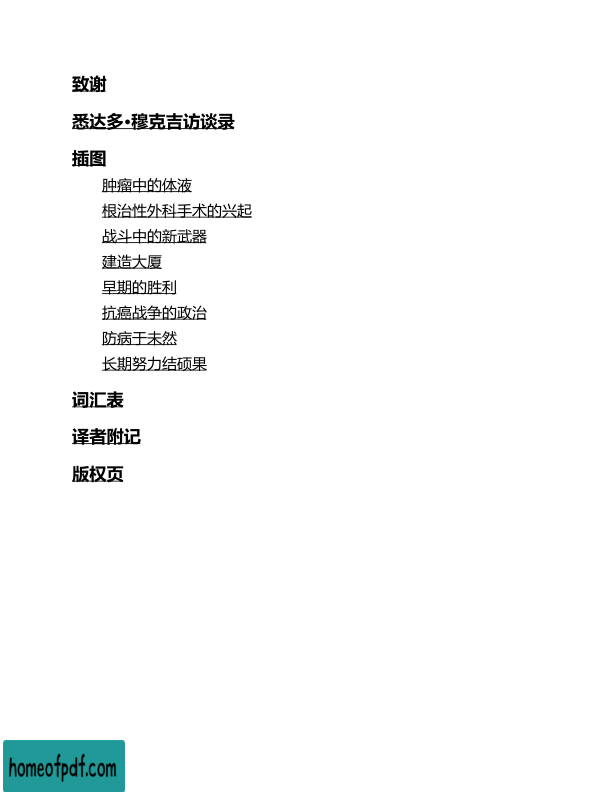 致谢
悉达多•穆克吉访谈录
插图
肿瘤中的体液
根治性外科手术的兴起
战斗中的新武器
建造大厦
早期的胜利
抗癌战争的政治
防病于未然
长期努力结硕果
词汇表
译者附记
版权页
homeofpdf.com